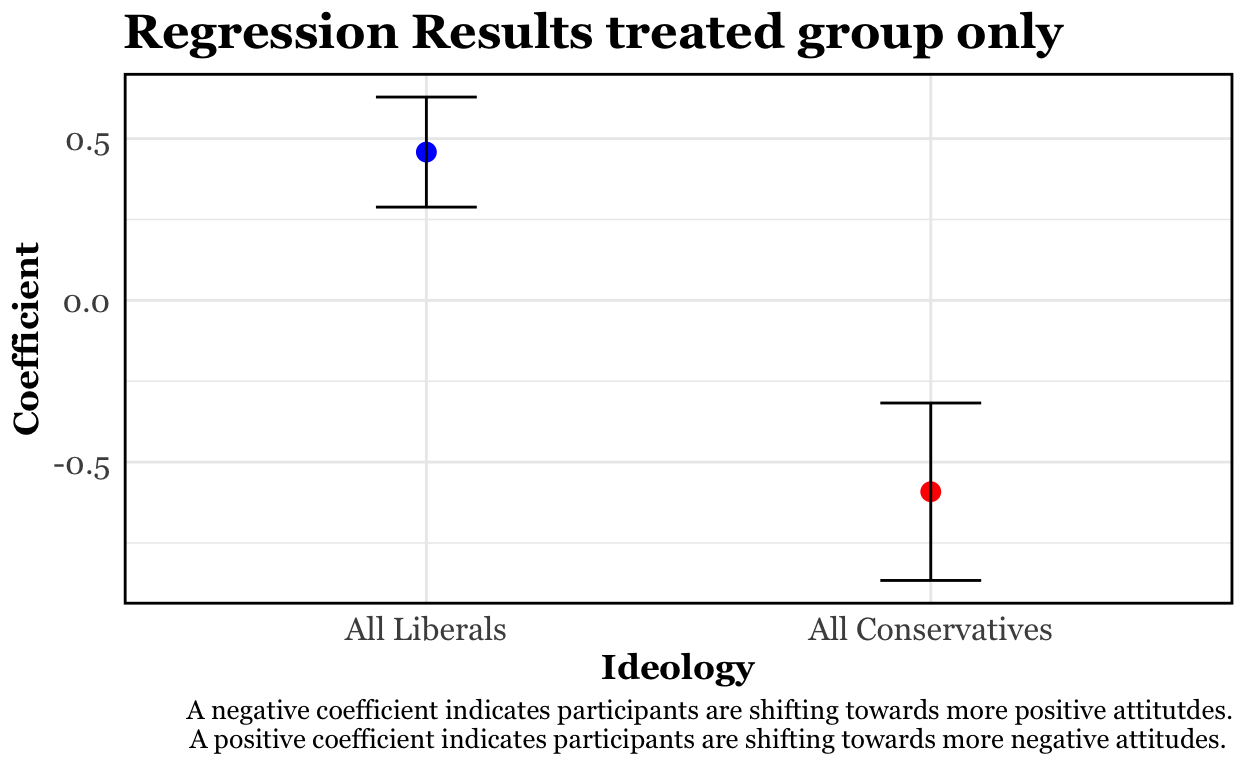 Regression Results treated group only
Coefficient
0.5
0.0
-0.5
All Liberals
All Conservatives
Ideology
A negative coefficient indicates participants are shifting towards more positive attitutdes.
A positive coefficient indicates participants are shifting towards more negative attitudes.